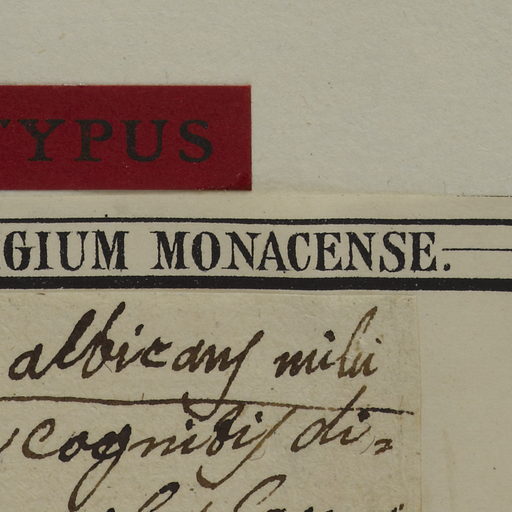 TYPUS
GIUM MONACENSE.
albicans mihi
cognitis di-